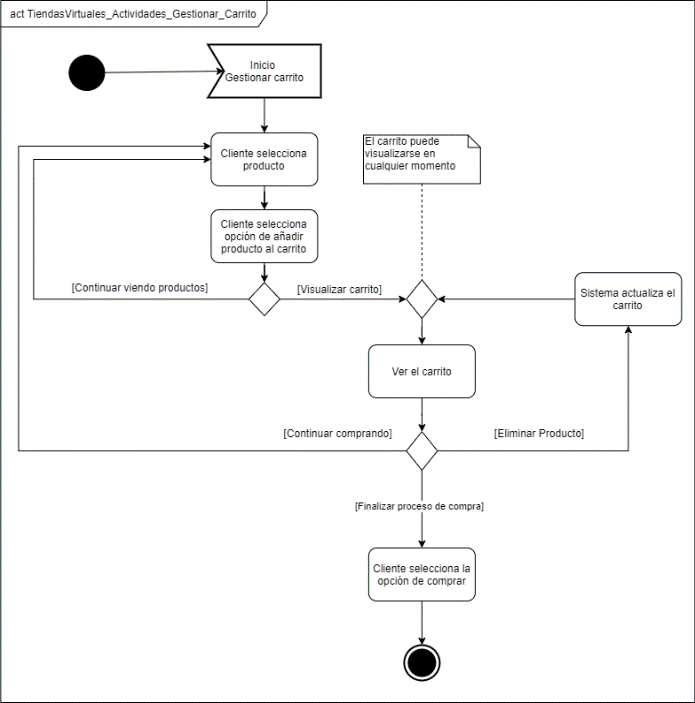 act TiendasVirtuales_Actividades_Gestionar_Carrito
Inicio
Gestionar carrito
Cliente selecciona
producto
El carrito puede
visualizarse en
cualquier momento
Cliente selecciona
opción de añadir
producto al carrito
[Continuar viendo productos]
[Visualizar carrito]
Sistema actualiza el
carrito
Ver el carrito
[Continuar comprando]
[Eliminar Producto]
[Finalizar proceso de compra]
Cliente selecciona la
opción de comprar